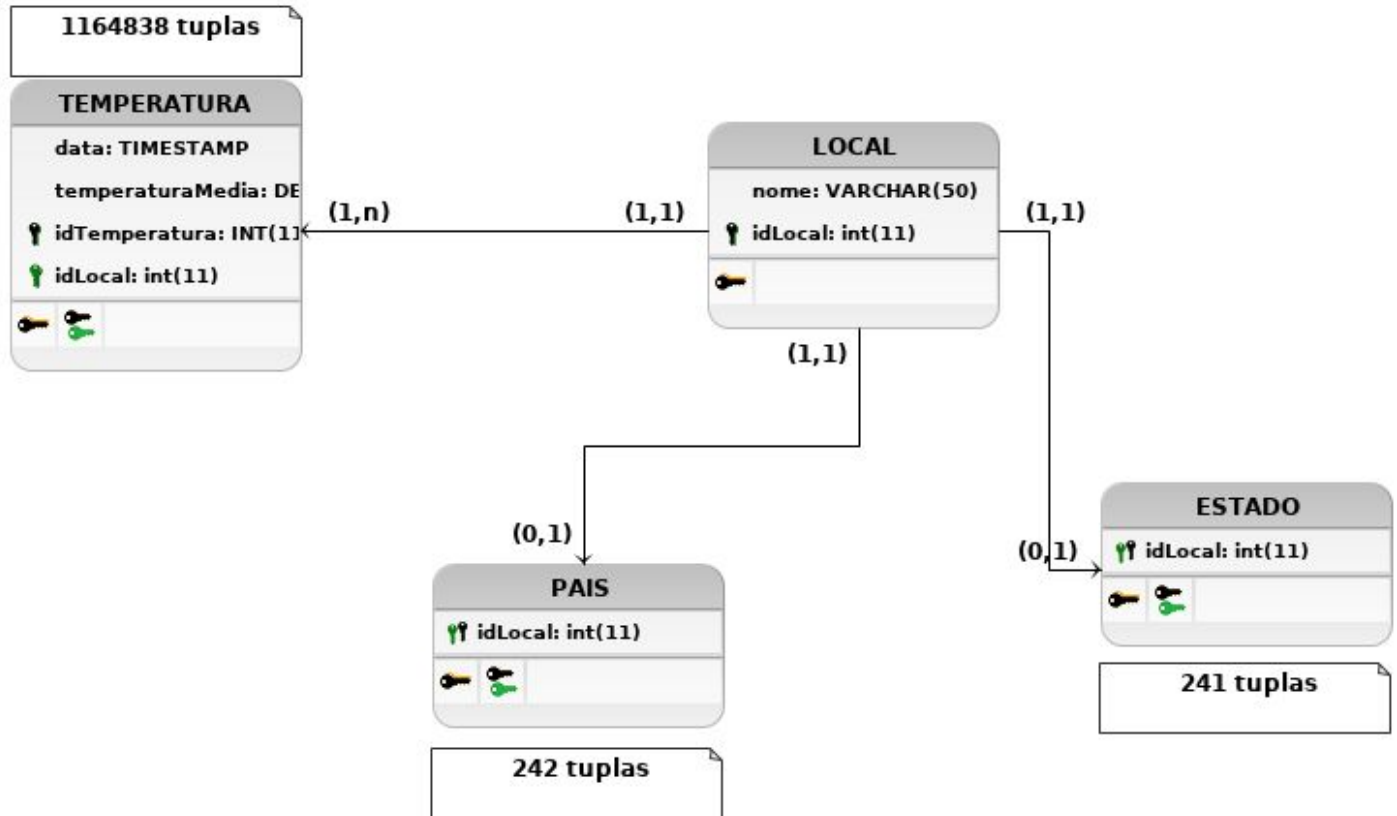 1164838 tuplas
TEMPERATURA
data: TIMESTAMP
temperaturaMedia: DE
idTemperatura: INT(11
idLocal: int(11)
(1,n)
(1,1)
LOCAL
nome: VARCHAR(50)
idLocal: int(11)
(1,1)
(1,1)
(0,1)
PAIS
idLocal: int(11)
242 tuplas
(0,1)
ESTADO
idLocal: int(11)
241 tuplas